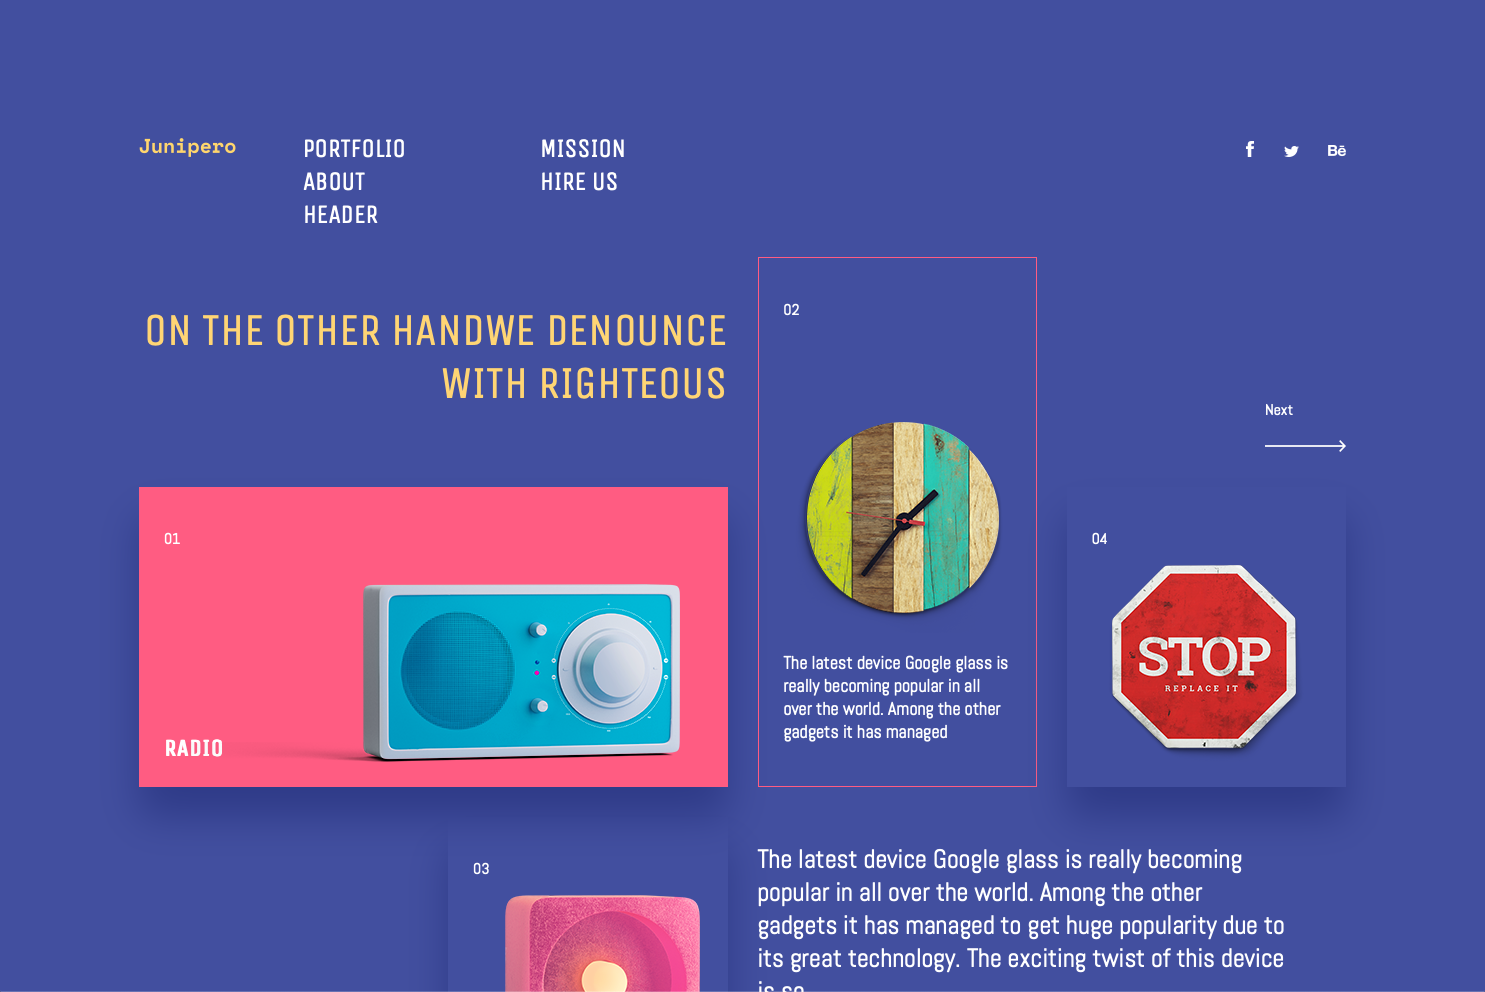 Junipero
PORTFOLIO
ABOUT
HEADER
MISSION
HIRE US
f
Bē
ON THE OTHER HANDWE DENOUNCE
WITH RIGHTEOUS
02
Next
01
04
STOP
REPLACE IT
The latest device Google glass is
really becoming popular in all
over the world. Among the other
gadgets it has managed
RADIO
03
The latest device Google glass is really becoming
popular in all over the world. Among the other
gadgets it has managed to get huge popularity due to
its great technology. The exciting twist of this device
is so